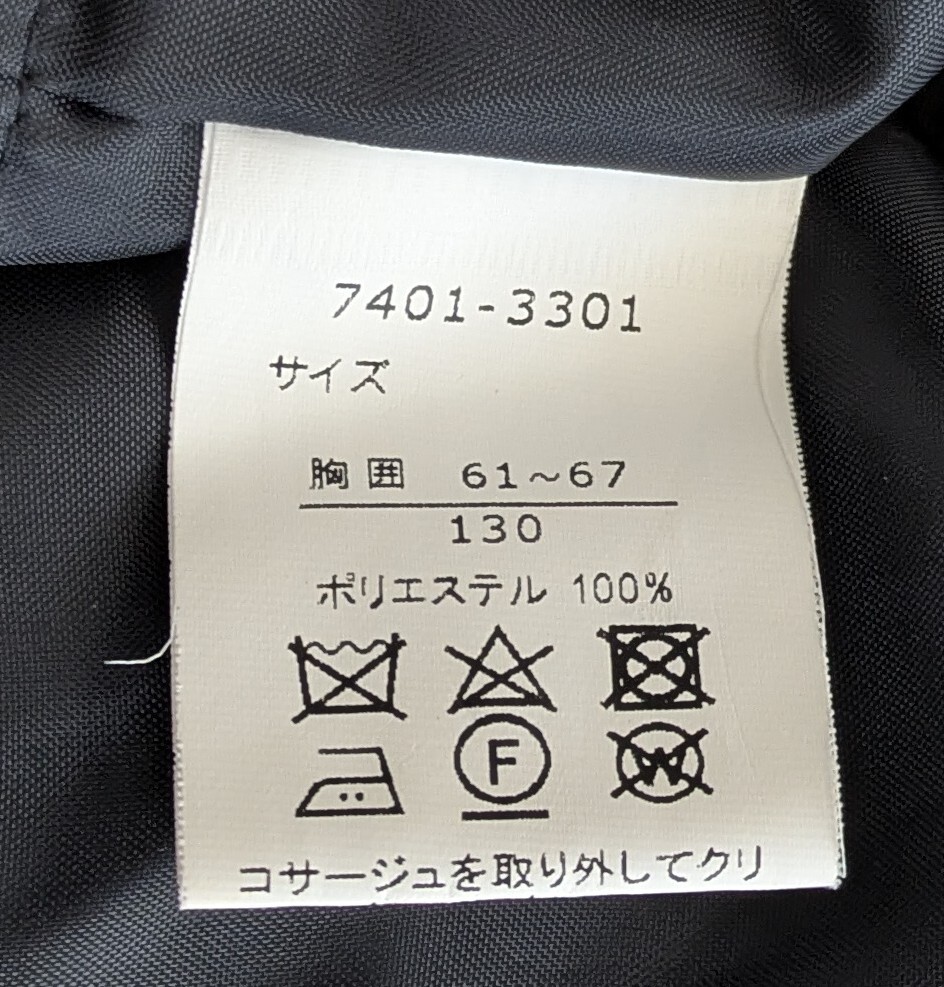 7401-3301
サイズ
胸囲 61~67
130
ポリエステル 100%
F
W
コサージュを取り外してクリ